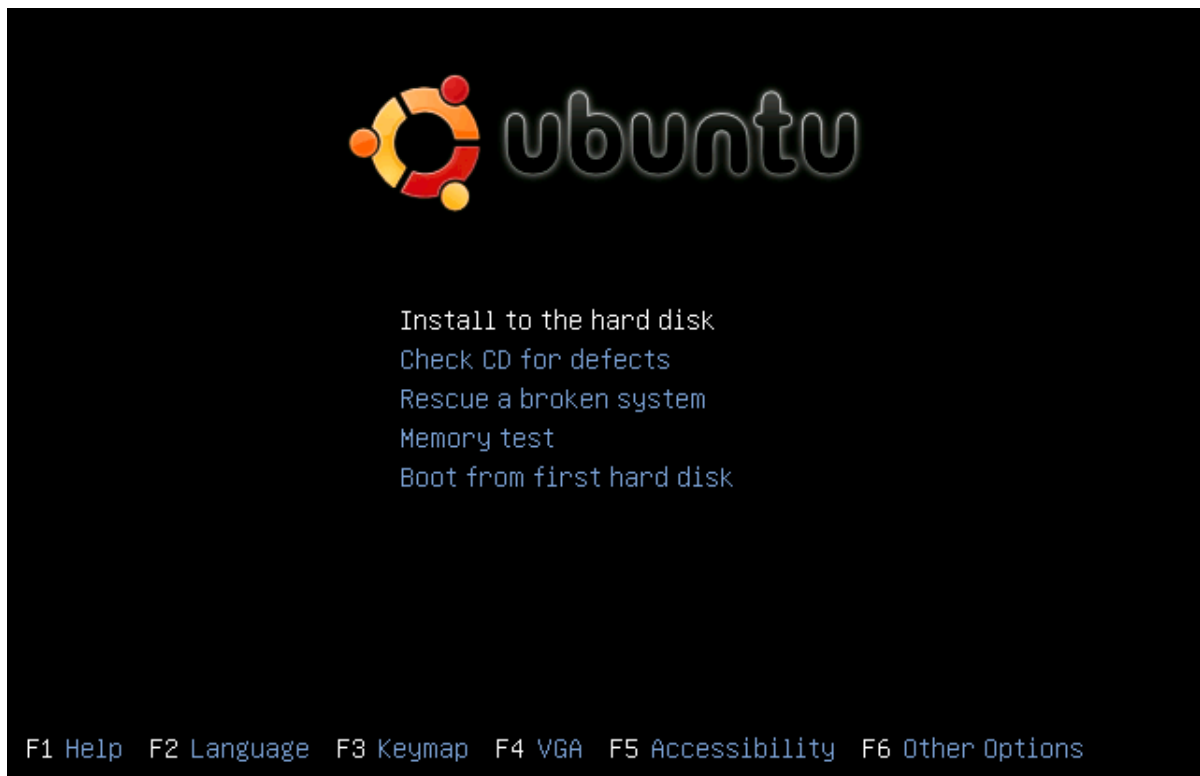 ubuntu
Install to the hard disk
Check CD for defects
Rescue a broken system
Memory test
Boot from first hard disk
F1 Help F2 Language F3 Keymap F4 VGA F5 Accessibility F6 Other Options